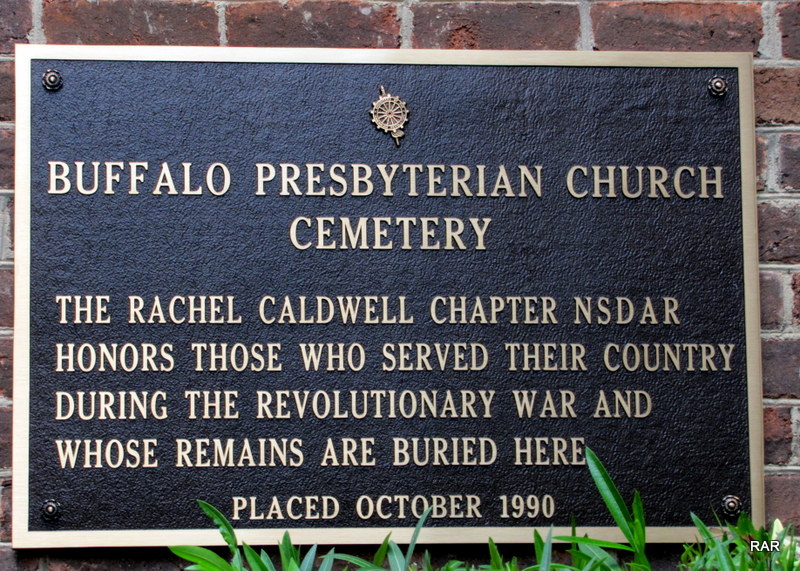 BUFFALO PRESBYTERIAN CHURCH
CEMETERY
THE RACHEL CALDWELL CHAPTER NSDAR
HONORS THOSE WHO SERVED THEIR COUNTRY
DURING THE REVOLUTIONARY WAR AND
WHOSE REMAINS ARE BURIED HERE
PLACED OCTOBER 1990
RAR